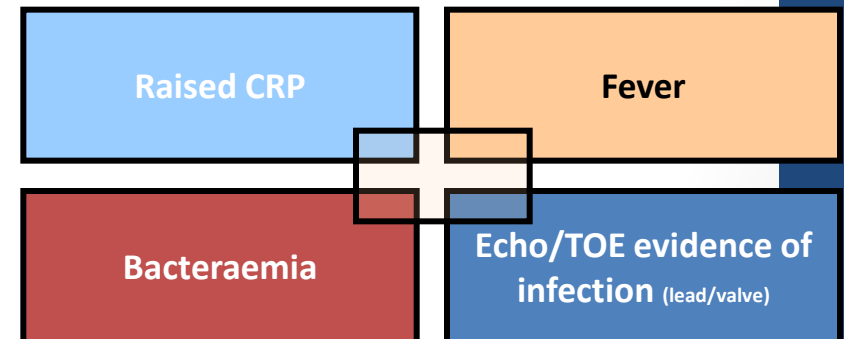 Raised CRP
Fever
Bacteraemia
Echo/TOE evidence of
infection (lead/valve)